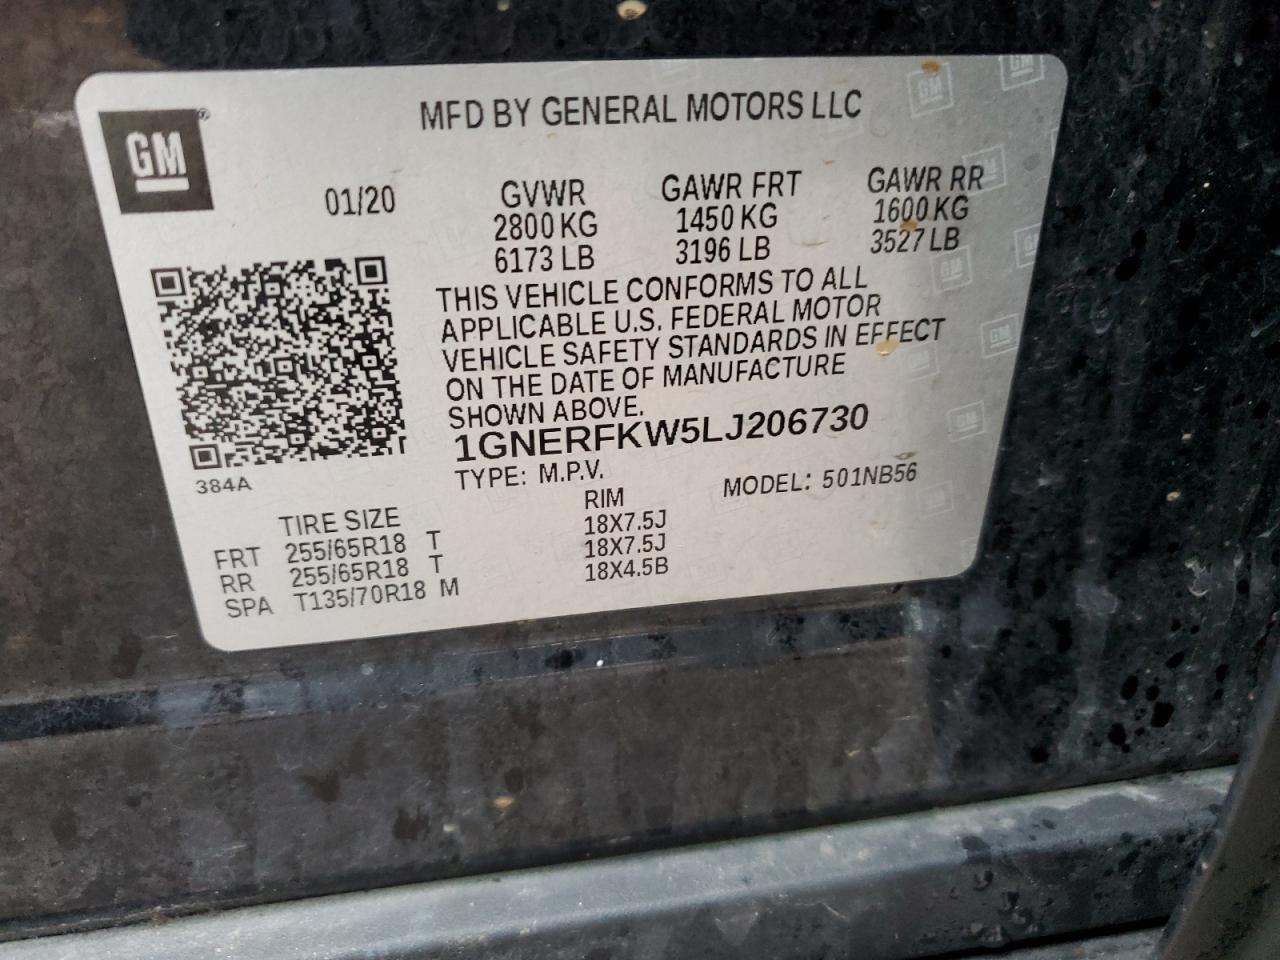 GM
MFD BY GENERAL MOTORS LLC
01/20
GVWR GAWR FRT GAWR RR
2800 KG 1450 KG 1600 KG
6173 LB 3196 LB 3527 LB
THIS VEHICLE CONFORMS TO ALL
APPLICABLE U.S. FEDERAL MOTOR
VEHICLE SAFETY STANDARDS IN EFFECT
ON THE DATE OF MANUFACTURE
SHOWN ABOVE.
1GNERFKW5LJ206730
TYPE: M.P.V. MODEL: 501NB56
384A
TIRE SIZE RIM
FRT 255/65R18 T 18X7.5J
RR 255/65R18 T 18X7.5J
SPA T135/70R18 M 18X4.5B